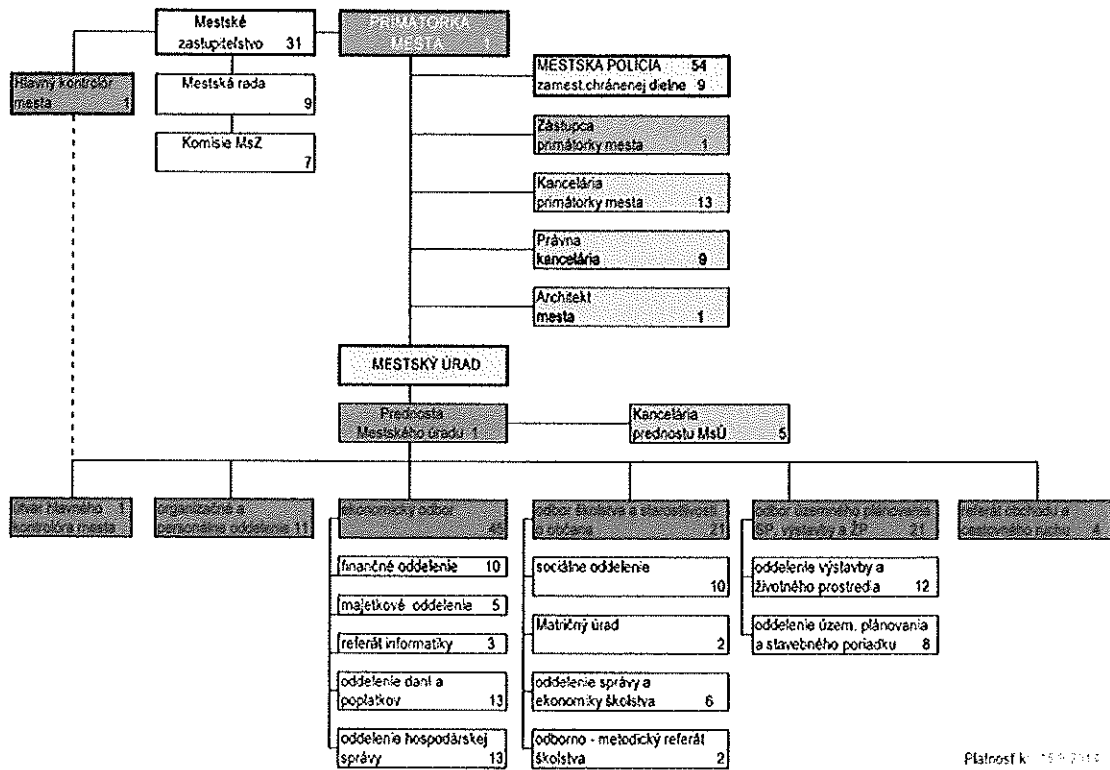 Mestské
zastupiteľstvo 31
PRIMÁTORKA
MESTA 1
Hlavný kontrolór
mesta 1
Mestská rada
9
Komisie MsZ
7
MESTSKÁ POLÍCIA 54
zamest.chránenej dielne 9
Zástupca
primátorky mesta 1
Kancelária
primátorky mesta 13
Právna
kancelária 9
Architekt
mesta 1
MESTSKÝ ÚRAD
Prednosta
Mestského úradu 1
Kancelária
prednostu MsÚ 5
útvar hlavného 1
kontrolóra mesta
organizačné a
personálne oddelenie 11
ekonomický odbor
45
odbor školstva a starostlivosti
o občana 21
odbor územného plánovania
SP, výstavby a ŽP 21
referát obchodu a
cestovného ruchu 4
finančné oddelenie 10
majetkové oddelenie 5
referát informatiky 3
oddelenie daní a
poplatkov 13
oddelenie hospodárskej
správy 13
sociálne oddelenie
10
Matričný úrad
2
oddelenie správy a
ekonomiky školstva 6
odborno - metodický referát
školstva 2
oddelenie výstavby a
životného prostredia 12
oddelenie územ. plánovania
a stavebného poriadku 8
Platnosť k